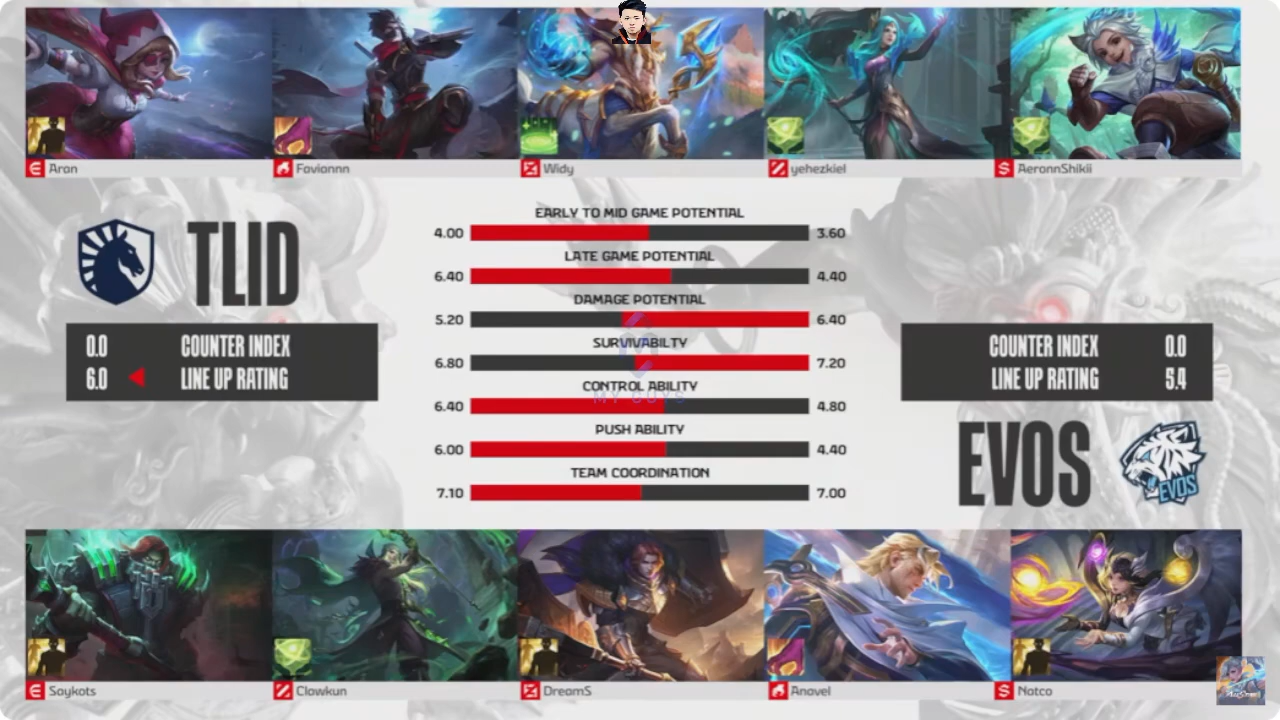 Aran
Faviannn
Widy
yehezkiel
AeronnShikii
TLID
0.0 COUNTER INDEX
6.0 LINE UP RATING
EARLY TO MID GAME POTENTIAL
4.00 3.60
LATE GAME POTENTIAL
6.40 4.40
DAMAGE POTENTIAL
5.20 6.40
SURVIVABILTY
6.80 7.20
CONTROL ABILITY
6.40 4.80
MY GUYS
PUSH ABILITY
6.00 4.40
TEAM COORDINATION
7.10 7.00
COUNTER INDEX 0.0
LINE UP RATING 5.4
EVOS
EVOS
Saykots
Clawkun
DreamS
Anavel
Natco